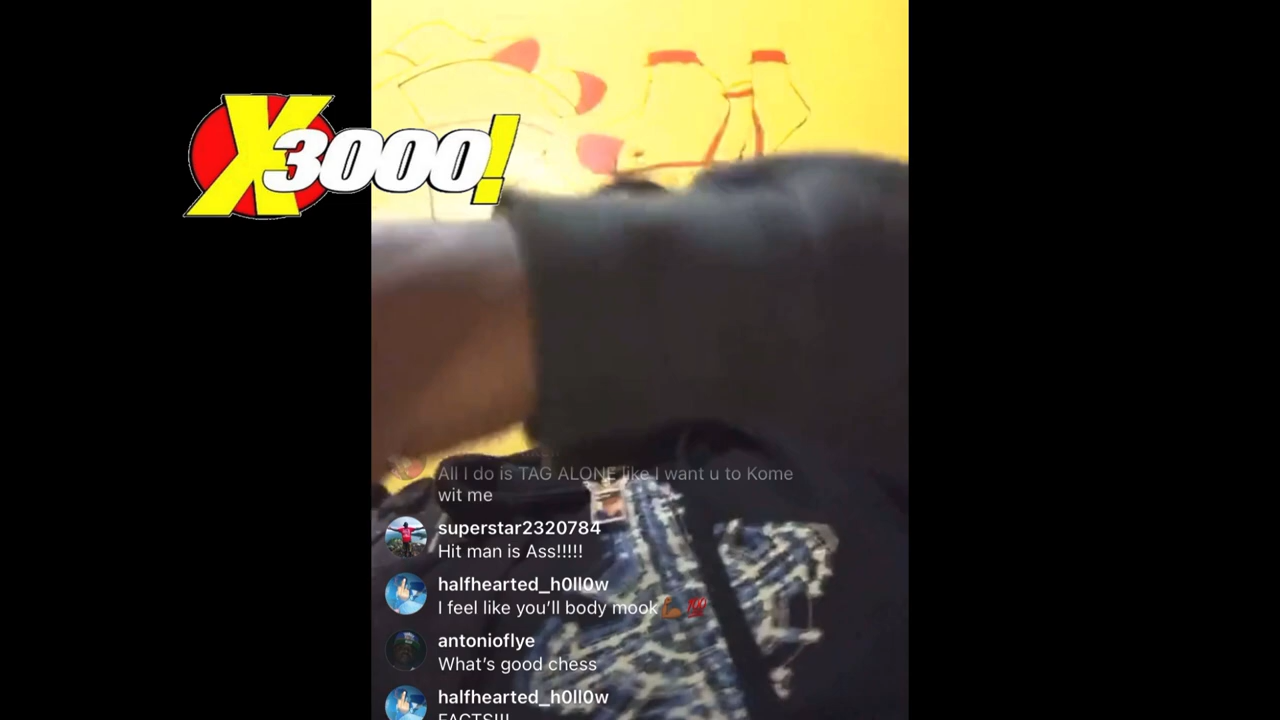 X3000!
All I do is TAG ALONE like I want u to Kome
wit me
superstar2320784
Hit man is Ass!!!!!
halfhearted_h0ll0w
I feel like you’ll body mook💪🏾 💯
antonioflye
What’s good chess
halfhearted_h0ll0w
FACTS!!!